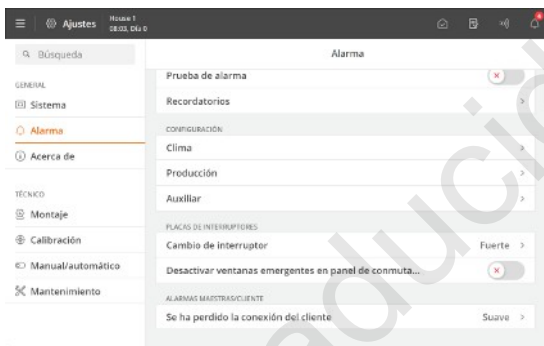 Ajustes
House 1
08:03, Día 0
4
Búsqueda
Alarma
GENERAL
Sistema
Alarma
Acerca de
TÉCNICO
Montaje
Calibración
Manual/automático
Mantenimiento
Prueba de alarma
Recordatorios
CONFIGURACIÓN
Clima
Producción
Auxiliar
PLACAS DE INTERRUPTORES
Cambio de interruptor Fuerte
Desactivar ventanas emergentes en panel de conmuta...
ALARMAS MAESTRAS/CLIENTE
Se ha perdido la conexión del cliente Suave
aducid